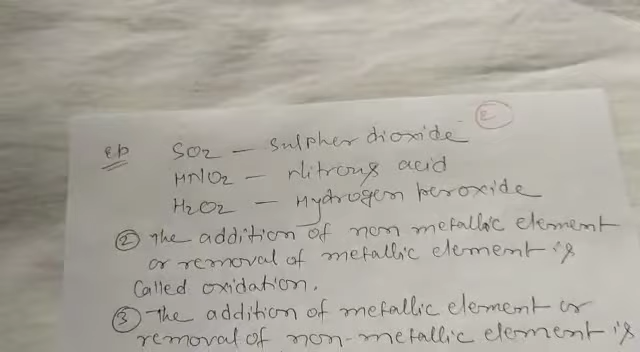 2
eg SO2 — Sulpher dioxide
HNO2 — Nitrous acid
H2O2 — Hydrogen peroxide
② The addition of non metallic element
or removal of metallic element is
called oxidation.
③ The addition of metallic element or
removal of non-metallic element is